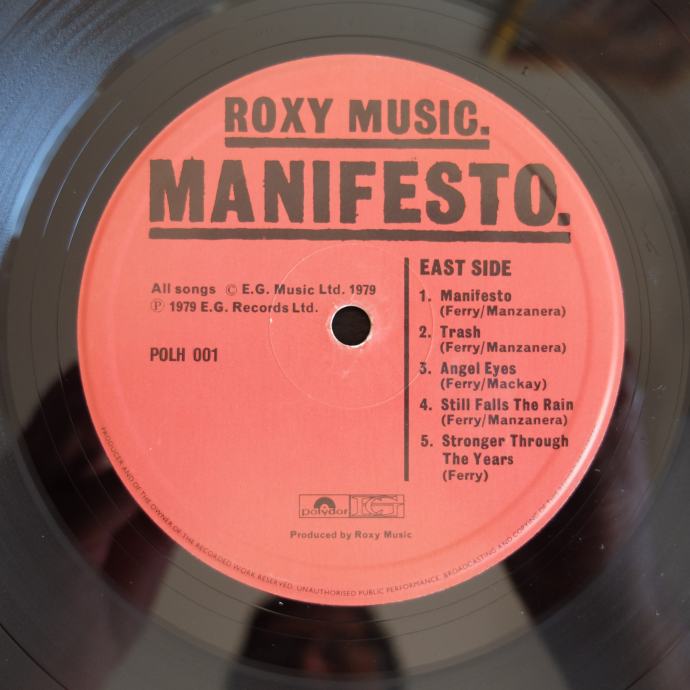 ROXY MUSIC.
MANIFESTO.
All songs © E.G. Music Ltd. 1979
℗ 1979 E.G. Records Ltd.
POLH 001
EAST SIDE
1. Manifesto
(Ferry/Manzanera)
2. Trash
(Ferry/Manzanera)
3. Angel Eyes
(Ferry/Mackay)
4. Still Falls The Rain
(Ferry/Manzanera)
5. Stronger Through
The Years
(Ferry)
polydor EG
Produced by Roxy Music
PRODUCER AND OF THE OWNER OF THE RECORDED WORK RESERVED. UNAUTHORISED PUBLIC PERFORMANCE. BROADCASTING AND COPYING OF